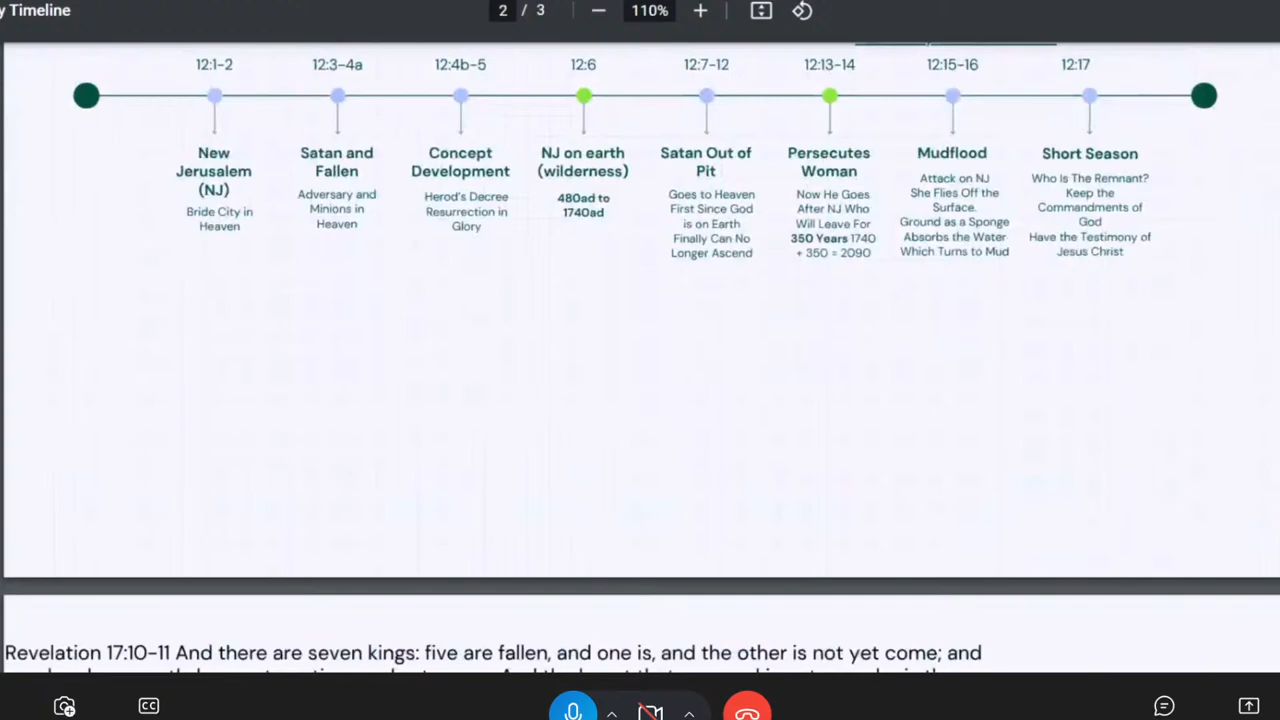 y Timeline
2 / 3
110%
12:1-2
12:3-4a
12:4b-5
12:6
12:7-12
12:13-14
12:15-16
12:17
New
Jerusalem
(NJ)
Bride City in
Heaven
Satan and
Fallen
Adversary and
Minions in
Heaven
Concept
Development
Herod's Decree
Resurrection in
Glory
NJ on earth
(wilderness)
480ad to
1740ad
Satan Out of
Pit
Goes to Heaven
First Since God
is on Earth
Finally Can No
Longer Ascend
Persecutes
Woman
Now He Goes
After NJ Who
Will Leave For
350 Years 1740
+ 350 = 2090
Mudflood
Attack on NJ
She Flies Off the
Surface.
Ground as a Sponge
Absorbs the Water
Which Turns to Mud
Short Season
Who Is The Remnant?
Keep the
Commandments of
God
Have the Testimony of
Jesus Christ
Revelation 17:10-11 And there are seven kings: five are fallen, and one is, and the other is not yet come; and
CC